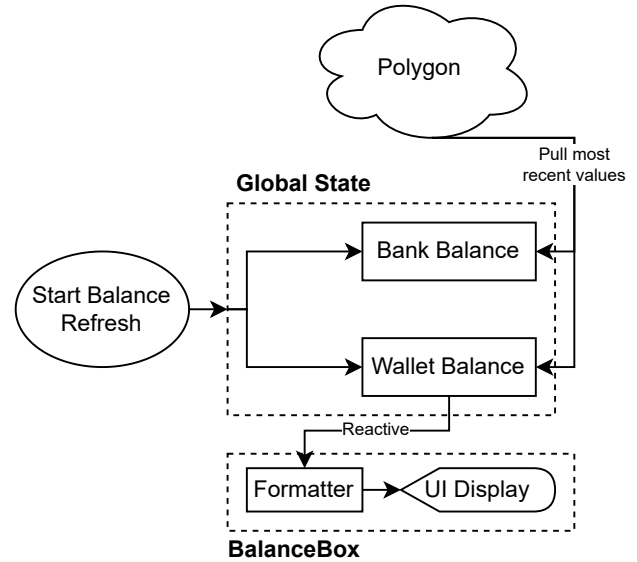 Polygon
Pull most
recent values
Global State
Bank Balance
Start Balance
Refresh
Wallet Balance
Reactive
Formatter
UI Display
BalanceBox